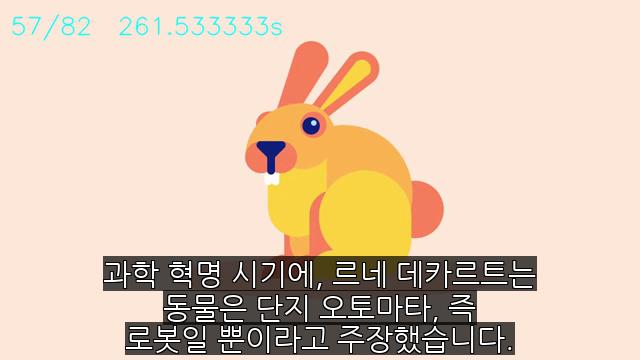 57/82 261.533333s
과학 혁명 시기에, 르네 데카르트는
동물은 단지 오토마타, 즉
로봇일 뿐이라고 주장했습니다.